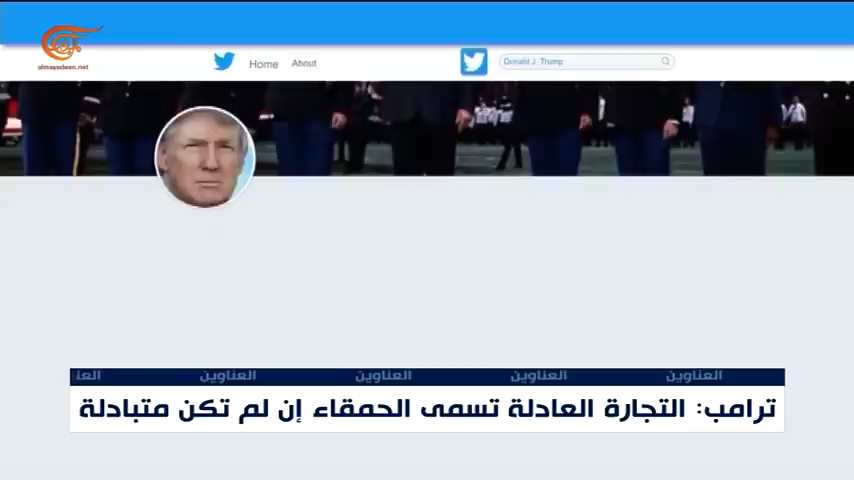 almayadeen.net
Home
About
Donald J. Trump
العناوين العناوين العناوين العناوين
ترامب: التجارة العادلة تسمى الحمقاء إن لم تكن متبادلة